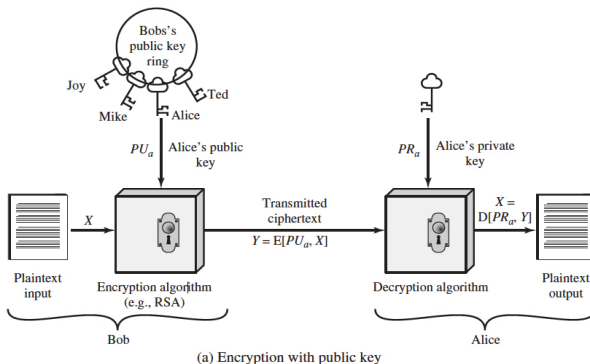 Bobs's
public key
ring
Joy
Ted
Mike
Alice
PUa
Alice's public
key
PRa
Alice's private
key
X
Transmitted
ciphertext
Y = E[PUa, X]
X =
D[PRa, Y]
Plaintext
input
Encryption algorithm
(e.g., RSA)
Decryption algorithm
Plaintext
output
Bob
Alice
(a) Encryption with public key